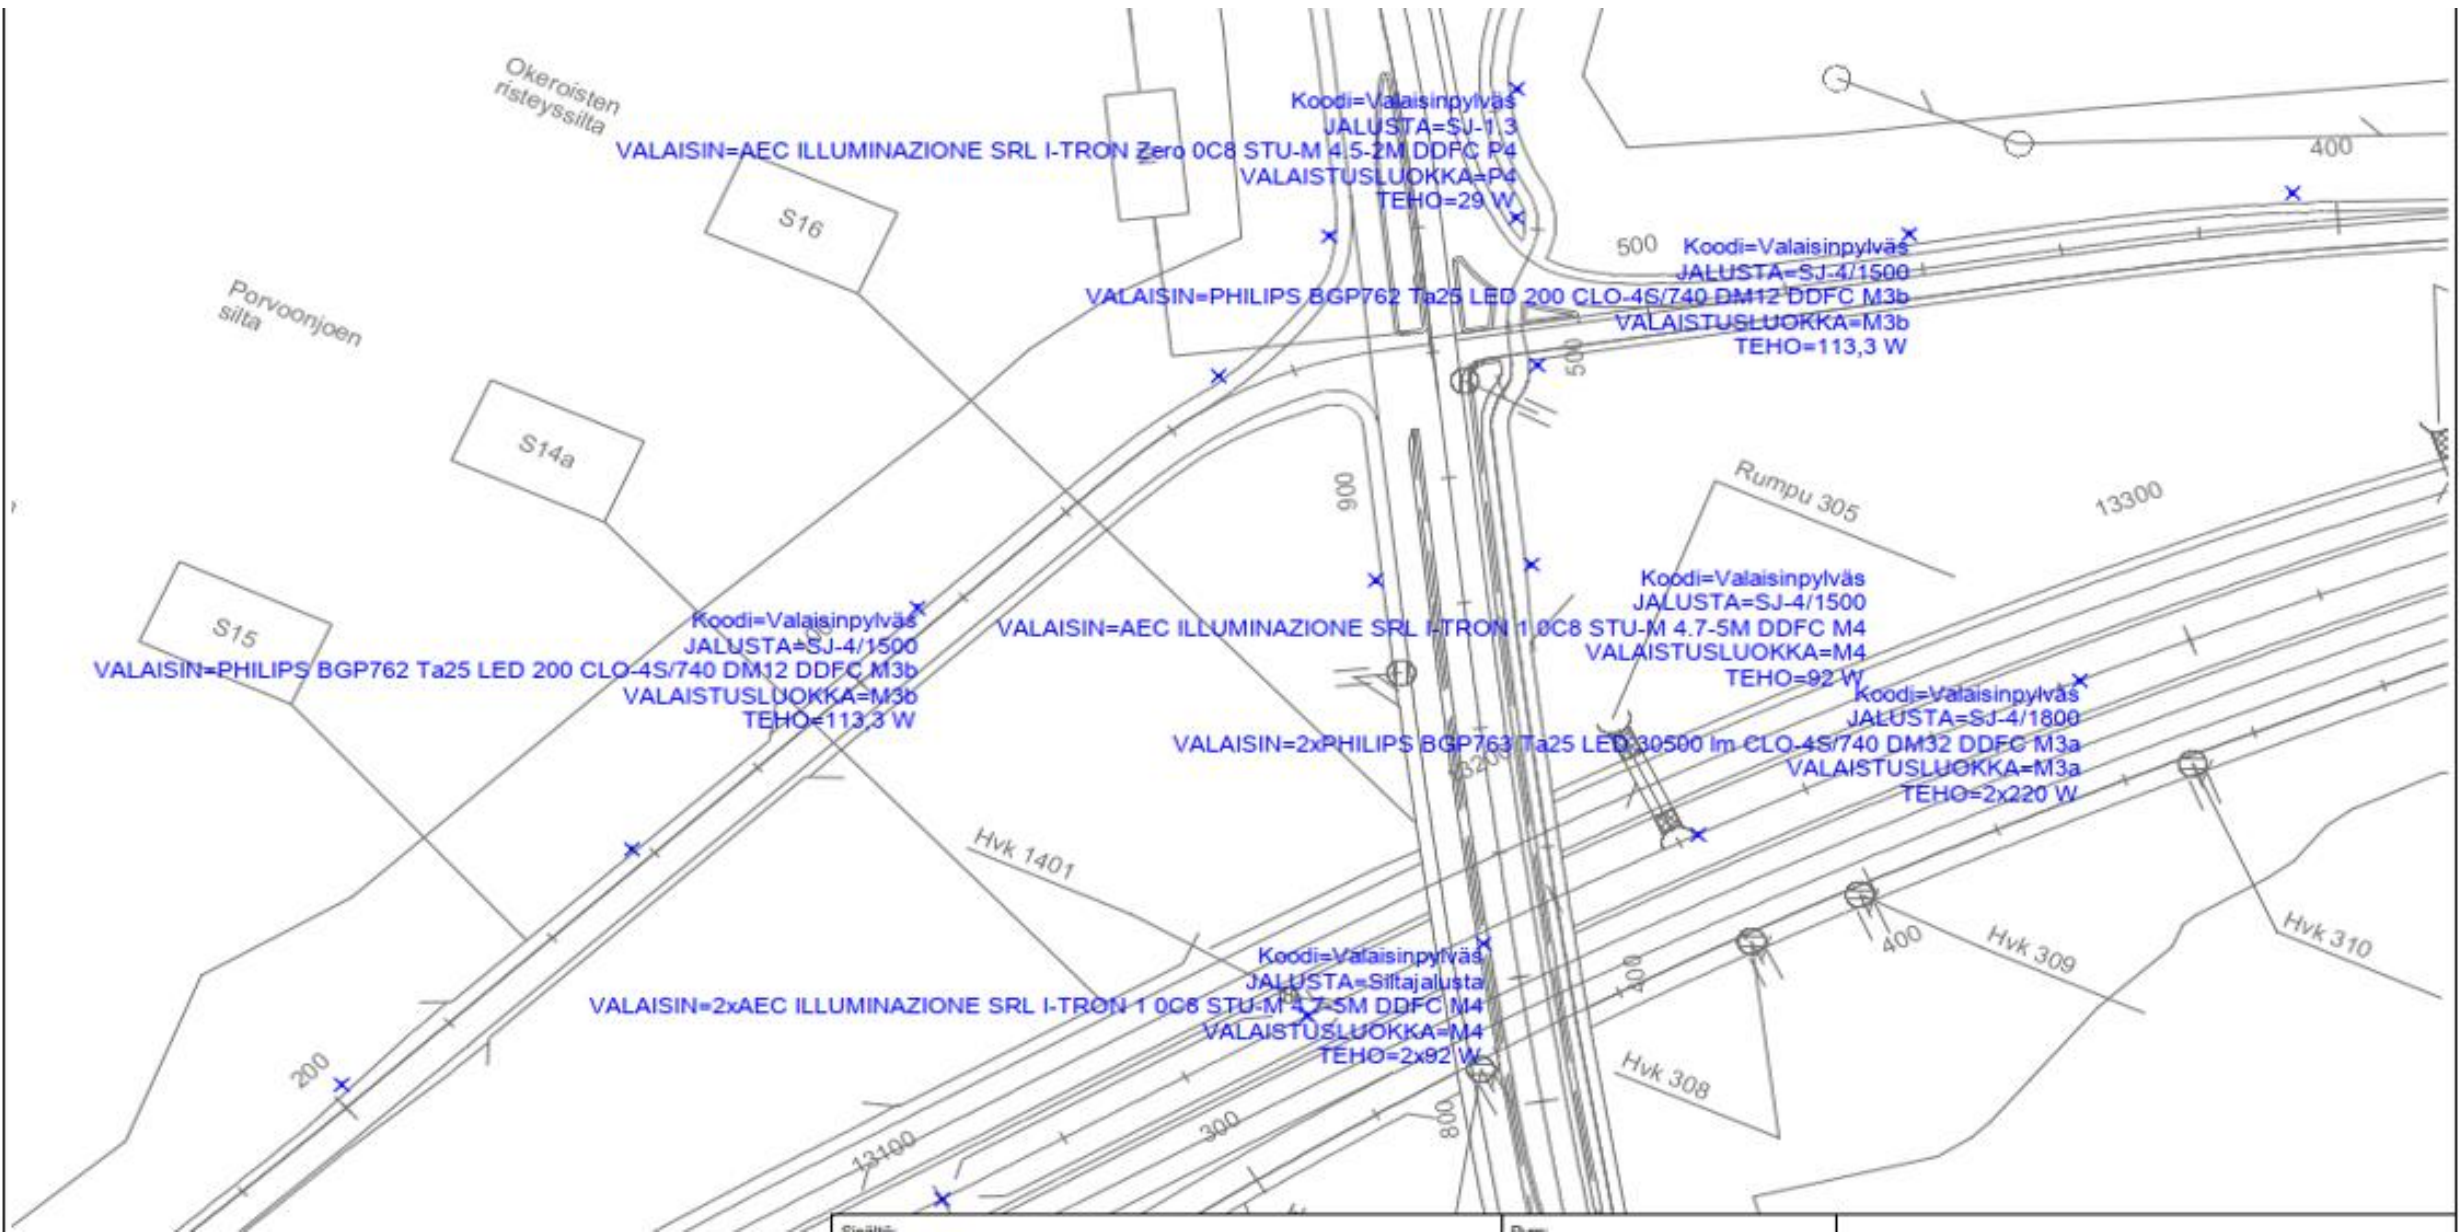 Okeroisten
risteyssilta
Koodi=Valaisinpylväs
JALUSTA=SJ-1.3
VALAISIN=AEC ILLUMINAZIONE SRL I-TRON Zero 0C8 STU-M 4.5-2M DDFC P4
VALAISTUSLUOKKA=P4
TEHO=29 W
400
S16
500
Koodi=Valaisinpylväs
JALUSTA=SJ-4/1500
VALAISIN=PHILIPS BGP762 Ta25 LED 200 CLO-4S/740 DM12 DDFC M3b
VALAISTUSLUOKKA=M3b
TEHO=113,3 W
Porvoonjoen
silta
500
S14a
900
Rumpu 305
13300
S15
Koodi=Valaisinpylväs
JALUSTA=SJ-4/1500
VALAISIN=AEC ILLUMINAZIONE SRL I-TRON 1 0C8 STU-M 4.7-5M DDFC M4
VALAISTUSLUOKKA=M4
TEHO=92 W
Koodi=Valaisinpylväs
JALUSTA=SJ-4/1500
VALAISIN=PHILIPS BGP762 Ta25 LED 200 CLO-4S/740 DM12 DDFC M3b
VALAISTUSLUOKKA=M3b
TEHO=113,3 W
Koodi=Valaisinpylväs
JALUSTA=SJ-4/1800
VALAISIN=2xPHILIPS BGP763 Ta25 LED 30500 lm CLO-4S/740 DM32 DDFC M3a
VALAISTUSLUOKKA=M3a
TEHO=2x220 W
13200
Hvk 1401
Hvk 310
Hvk 309
400
400
Koodi=Valaisinpylväs
JALUSTA=Siltajalusta
VALAISIN=2xAEC ILLUMINAZIONE SRL I-TRON 1 0C8 STU-M 4.7-5M DDFC M4
VALAISTUSLUOKKA=M4
TEHO=2x92 W
200
Hvk 308
800
300
13100